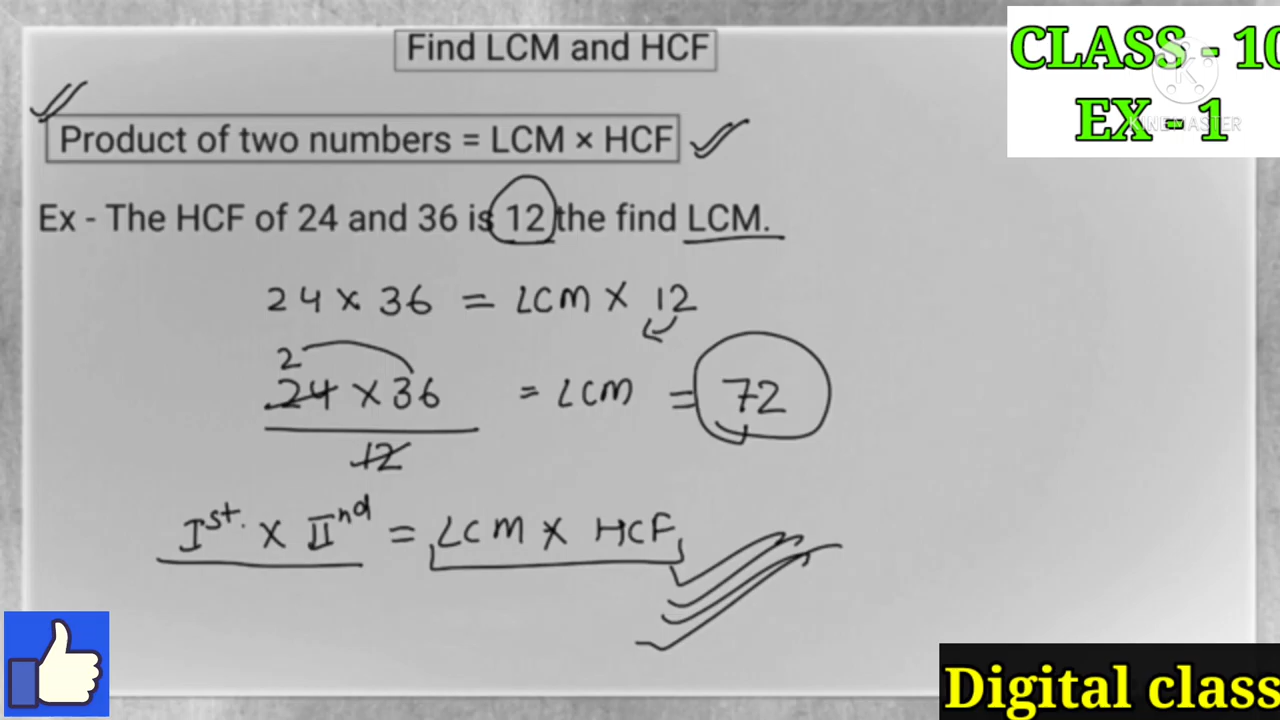 Find LCM and HCF
CLASS - 10
EX - 1
KINEMASTER
Product of two numbers = LCM × HCF
Ex - The HCF of 24 and 36 is 12 the find LCM.
24 × 36 = LCM × 12
2
24 × 36 = LCM = 72
12
Ist. × IInd = LCM × HCF
Digital class